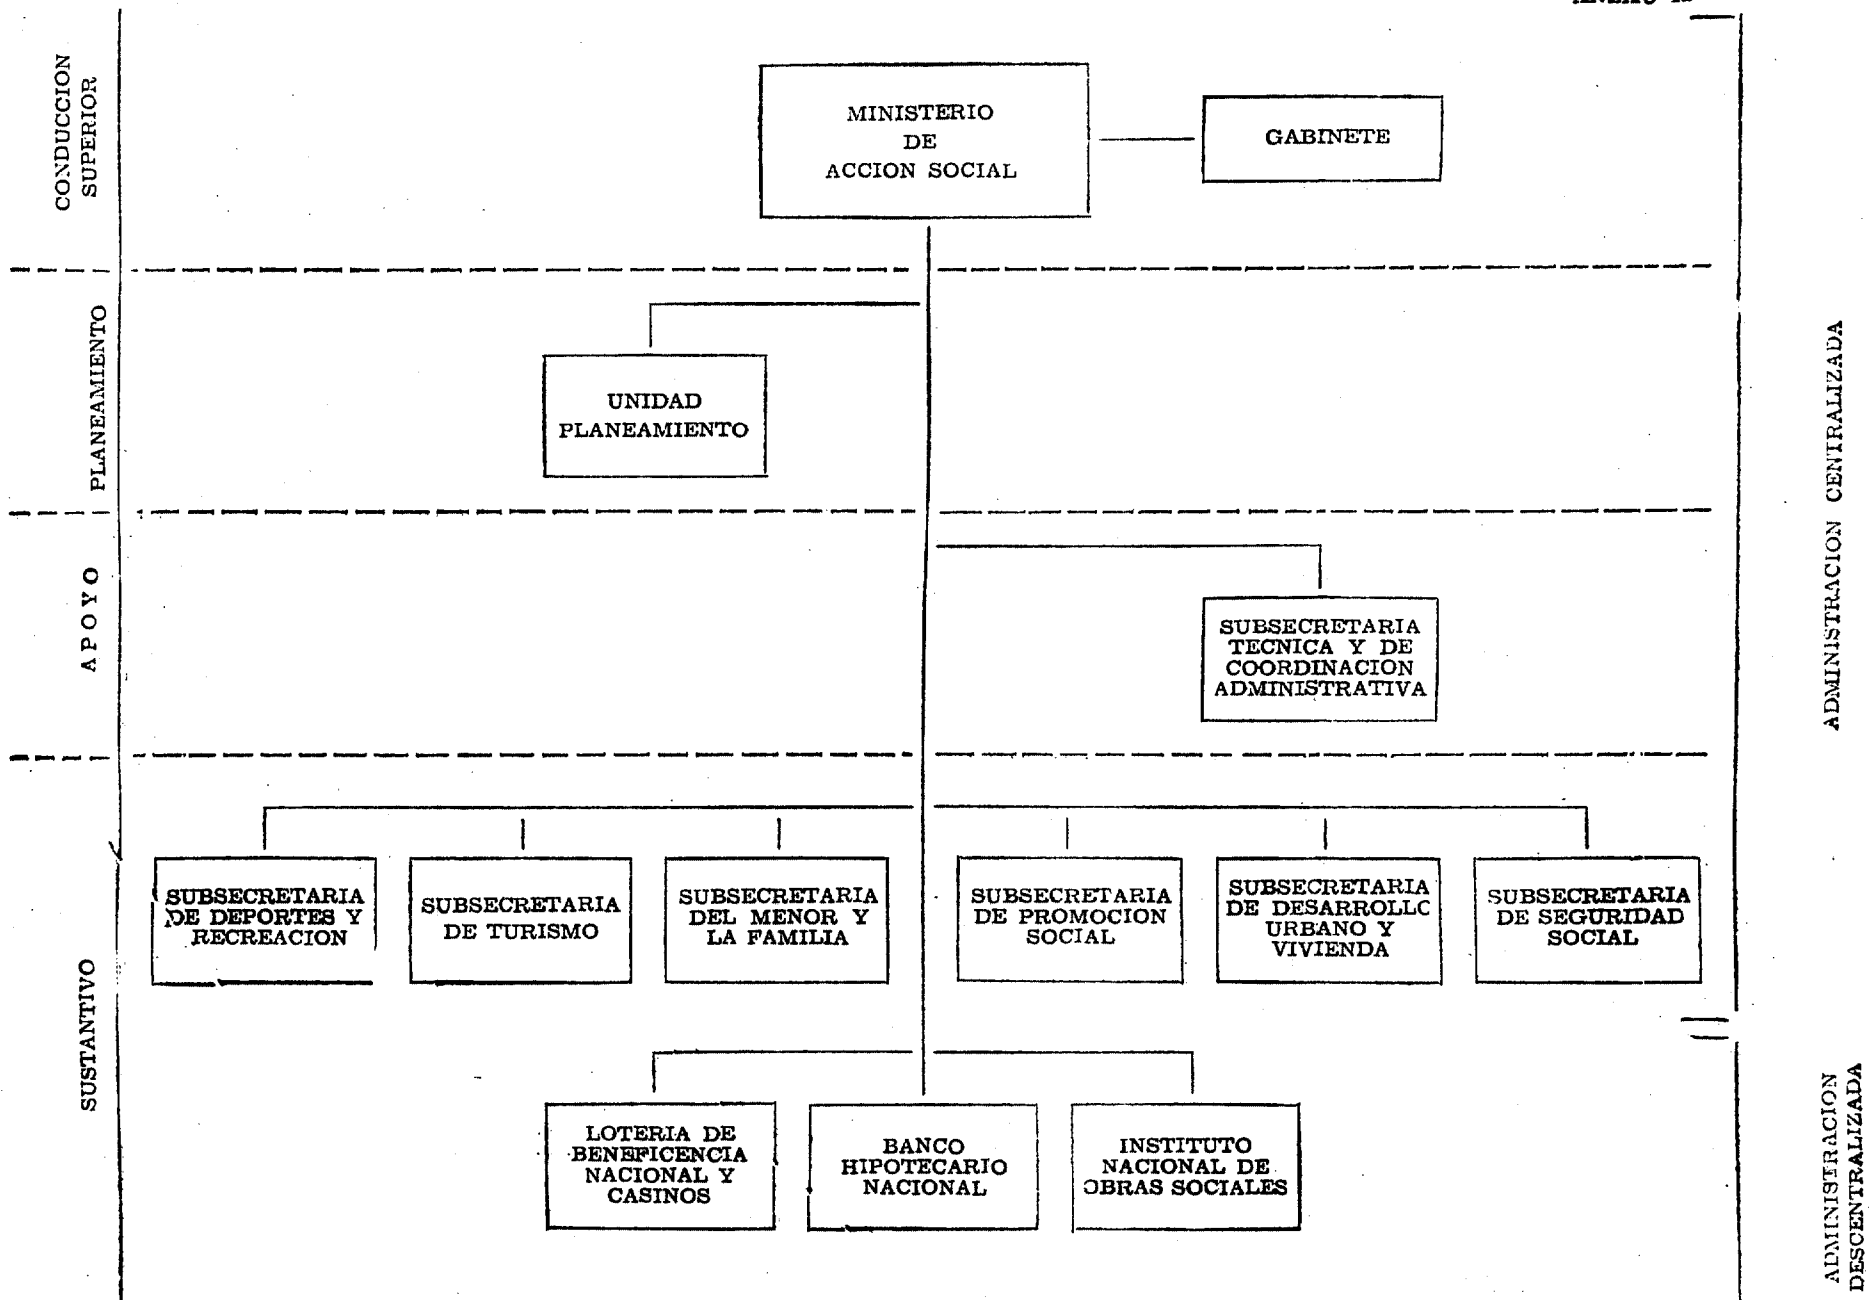 CONDUCCION
SUPERIOR
MINISTERIO
DE
ACCION SOCIAL
GABINETE
PLANEAMIENTO
UNIDAD
PLANEAMIENTO
APOYO
SUBSECRETARIA
TECNICA Y DE
COORDINACION
ADMINISTRATIVA
ADMINISTRACION CENTRALIZADA
SUSTANTIVO
SUBSECRETARIA
DE DEPORTES Y
RECREACION
SUBSECRETARIA
DE TURISMO
SUBSECRETARIA
DEL MENOR Y
LA FAMILIA
SUBSECRETARIA
DE PROMOCION
SOCIAL
SUBSECRETARIA
DE DESARROLLO
URBANO Y
VIVIENDA
SUBSECRETARIA
DE SEGURIDAD
SOCIAL
LOTERIA DE
BENEFICENCIA
NACIONAL Y
CASINOS
BANCO
HIPOTECARIO
NACIONAL
INSTITUTO
NACIONAL DE
OBRAS SOCIALES
ADMINISTRACION
DESCENTRALIZADA